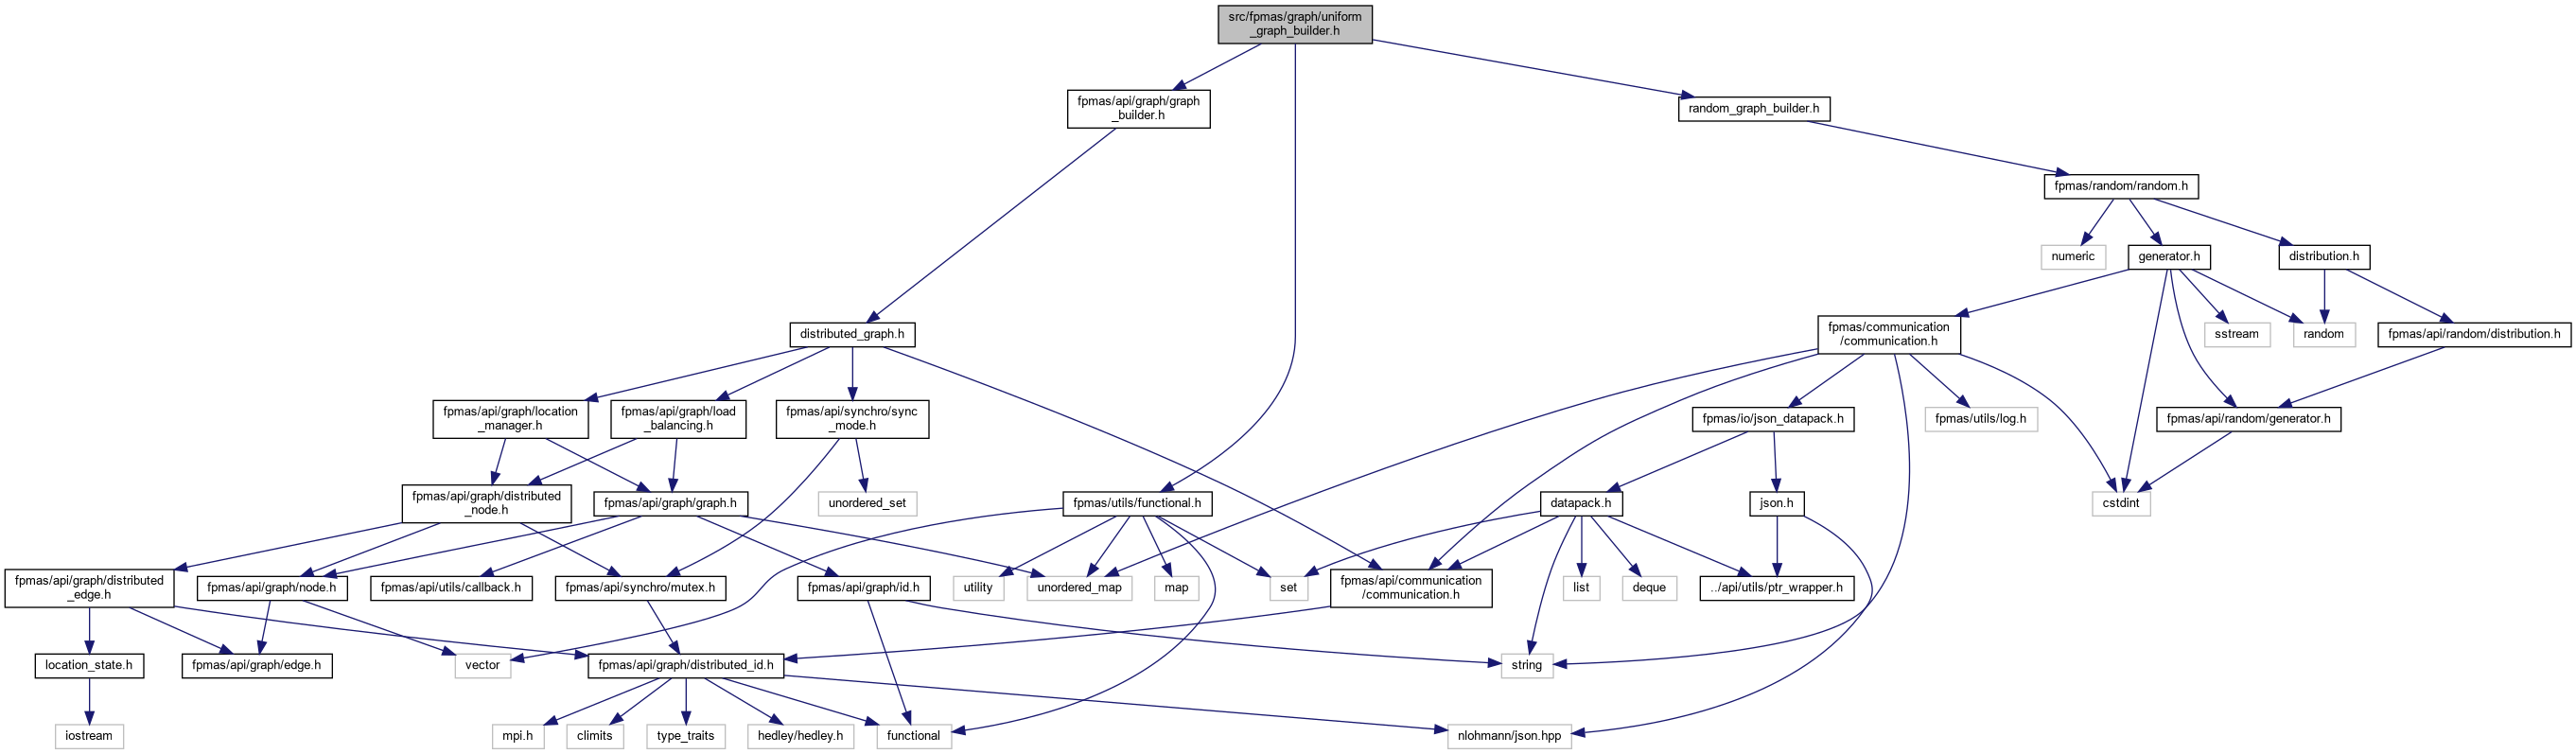 src/fpmas/graph/uniform
_graph_builder.h
fpmas/api/graph/graph
_builder.h
random_graph_builder.h
fpmas/random/random.h
numeric
generator.h
distribution.h
distributed_graph.h
fpmas/communication
/communication.h
sstream
random
fpmas/api/random/distribution.h
fpmas/api/graph/location
_manager.h
fpmas/api/graph/load
_balancing.h
fpmas/api/synchro/sync
_mode.h
fpmas/io/json_datapack.h
fpmas/utils/log.h
fpmas/api/random/generator.h
fpmas/api/graph/distributed
_node.h
fpmas/api/graph/graph.h
unordered_set
fpmas/utils/functional.h
datapack.h
json.h
cstdint
fpmas/api/graph/distributed
_edge.h
fpmas/api/graph/node.h
fpmas/api/utils/callback.h
fpmas/api/synchro/mutex.h
fpmas/api/graph/id.h
utility
unordered_map
map
set
fpmas/api/communication
/communication.h
list
deque
../api/utils/ptr_wrapper.h
location_state.h
fpmas/api/graph/edge.h
vector
fpmas/api/graph/distributed_id.h
string
iostream
mpi.h
climits
type_traits
hedley/hedley.h
functional
nlohmann/json.hpp